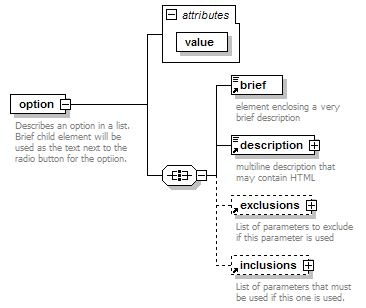 attributes
value
option
Describes an option in a list.
Brief child element will be
used as the text next to the
radio button for the optiion.
brief
element enclosing a very
brief description
description
multiline description that
may contain HTML
exclusions
List of parameters to exclude
if this parameter is used
inclusions
List of parameters that must
be used if this one is used.